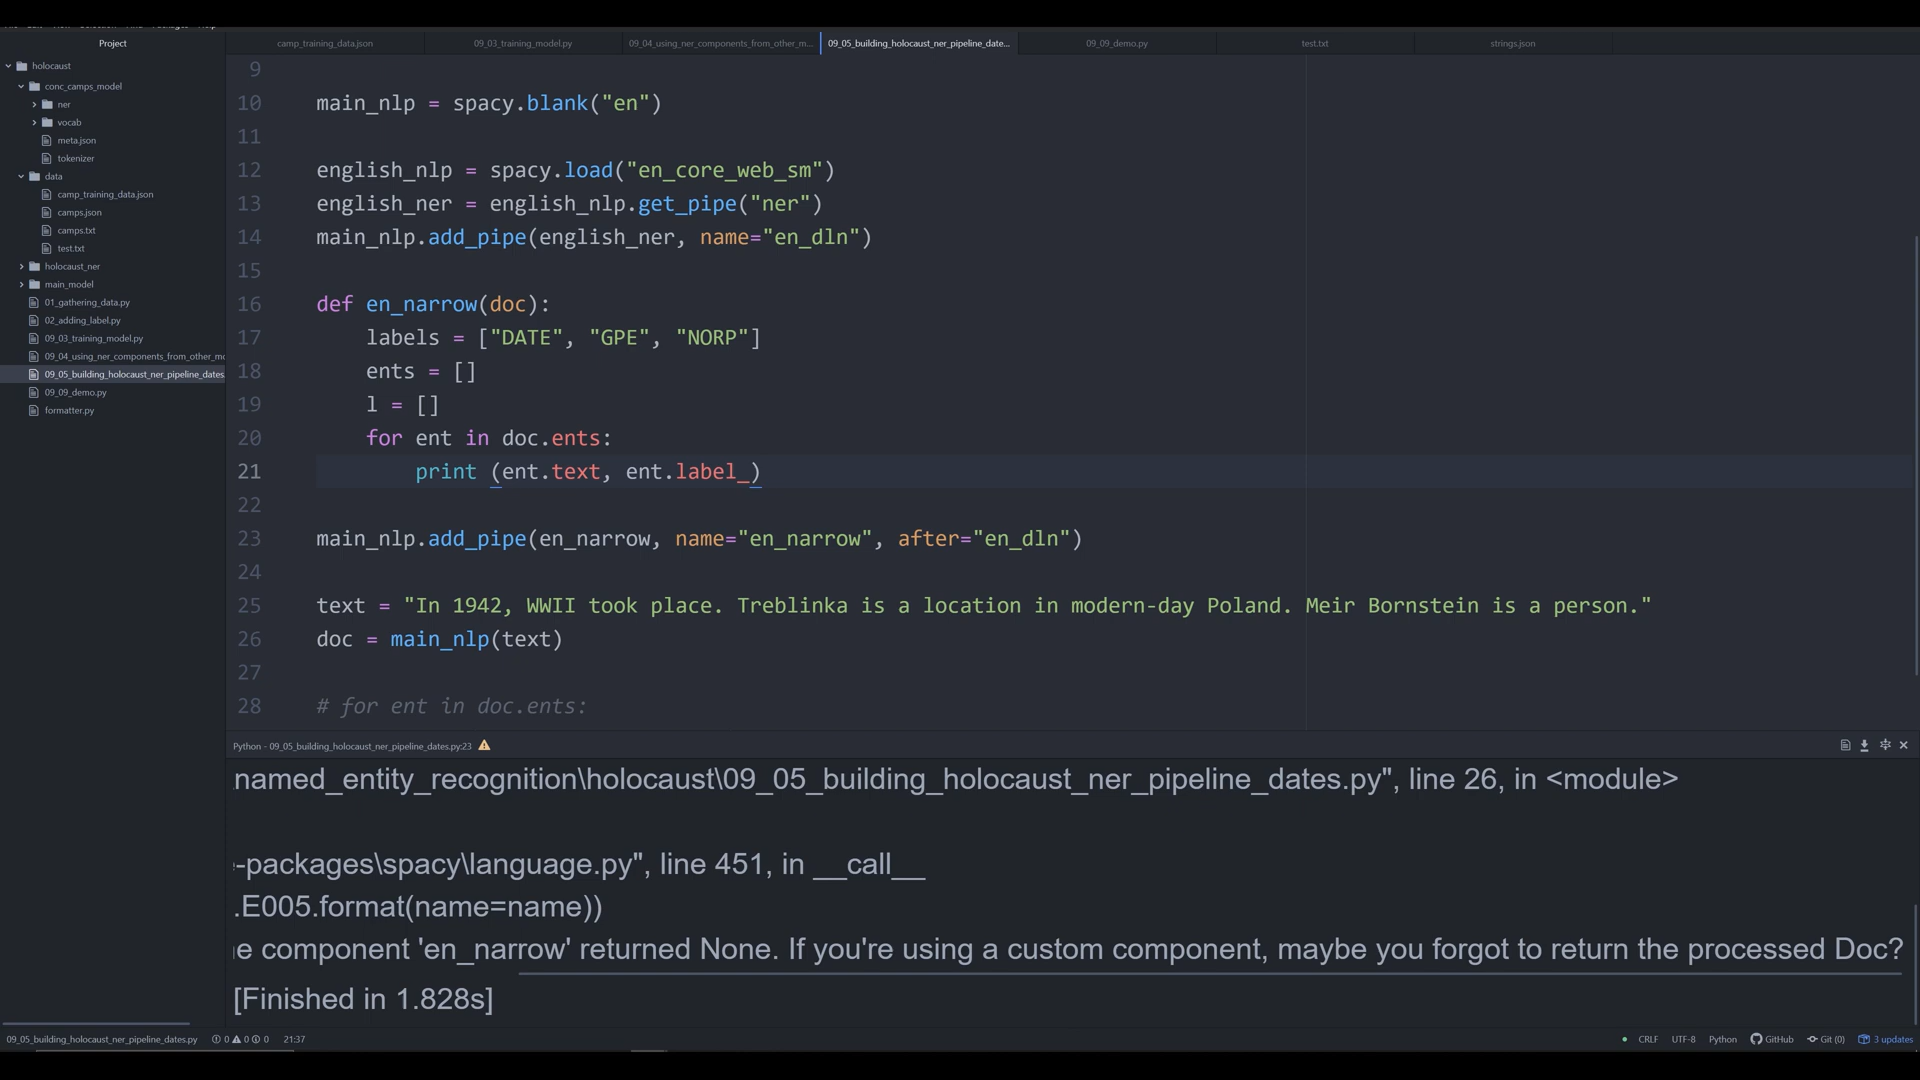 Project
camp_training_data.json
09_03_training_model.py
09_04_using_ner_components_from_other_m...
09_05_building_holocaust_ner_pipeline_date...
09_09_demo.py
test.txt
strings.json
holocaust
conc_camps_model
ner
vocab
meta.json
tokenizer
data
camp_training_data.json
camps.json
camps.txt
test.txt
holocaust_ner
main_model
01_gathering_data.py
02_adding_label.py
09_03_training_model.py
09_04_using_ner_components_from_other_mo
09_05_building_holocaust_ner_pipeline_dates.
09_09_demo.py
formatter.py
9
10 main_nlp = spacy.blank("en")
11
12 english_nlp = spacy.load("en_core_web_sm")
13 english_ner = english_nlp.get_pipe("ner")
14 main_nlp.add_pipe(english_ner, name="en_dln")
15
16 def en_narrow(doc):
17 labels = ["DATE", "GPE", "NORP"]
18 ents = []
19 l = []
20 for ent in doc.ents:
21 print (ent.text, ent.label_)
22
23 main_nlp.add_pipe(en_narrow, name="en_narrow", after="en_dln")
24
25 text = "In 1942, WWII took place. Treblinka is a location in modern-day Poland. Meir Bornstein is a person."
26 doc = main_nlp(text)
27
28 # for ent in doc.ents:
Python - 09_05_building_holocaust_ner_pipeline_dates.py:23
named_entity_recognition\holocaust\09_05_building_holocaust_ner_pipeline_dates.py", line 26, in <module>
-packages\spacy\language.py", line 451, in __call__
.E005.format(name=name))
e component 'en_narrow' returned None. If you're using a custom component, maybe you forgot to return the processed Doc?
[Finished in 1.828s]
09_05_building_holocaust_ner_pipeline_dates.py 0 0 0 21:37 CRLF UTF-8 Python GitHub Git (0) 3 updates